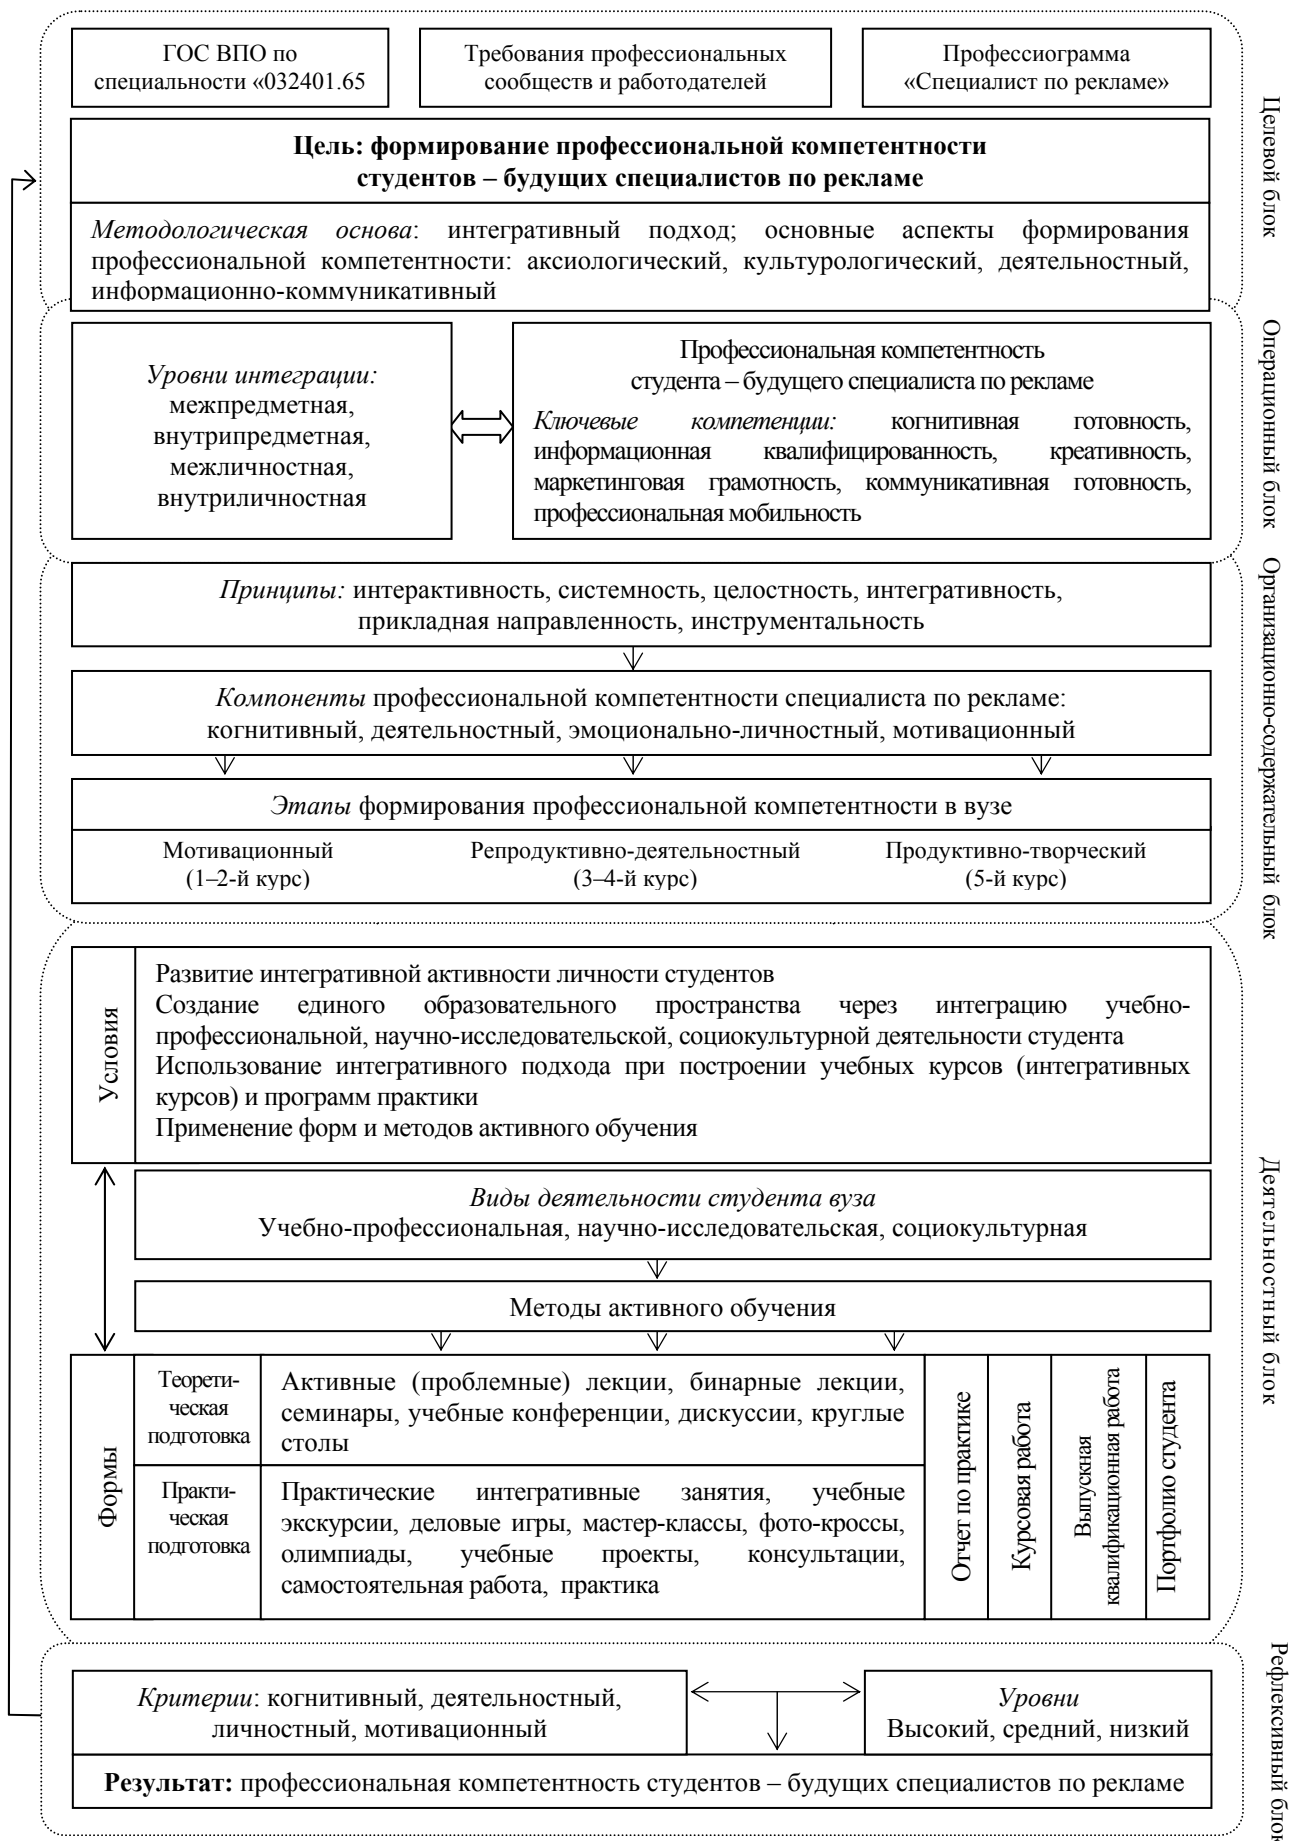 ГОС ВПО по
специальности «032401.65
Требования профессиональных
сообществ и работодателей
Профессиограмма
«Специалист по рекламе»
Цель: формирование профессиональной компетентности
студентов – будущих специалистов по рекламе
Методологическая основа: интегративный подход; основные аспекты формирования
профессиональной компетентности: аксиологический, культурологический, деятельностный,
информационно-коммуникативный
Целевой блок
Уровни интеграции:
межпредметная,
внутрипредметная,
межличностная,
внутриличностная
Профессиональная компетентность
студента – будущего специалиста по рекламе
Ключевые компетенции: когнитивная готовность,
информационная квалифицированность, креативность,
маркетинговая грамотность, коммуникативная готовность,
профессиональная мобильность
Операционный блок
Принципы: интерактивность, системность, целостность, интегративность,
прикладная направленность, инструментальность
Компоненты профессиональной компетентности специалиста по рекламе:
когнитивный, деятельностный, эмоционально-личностный, мотивационный
Этапы формирования профессиональной компетентности в вузе
Мотивационный
(1–2-й курс)
Репродуктивно-деятельностный
(3–4-й курс)
Продуктивно-творческий
(5-й курс)
Организационно-содержательный блок
Условия
Развитие интегративной активности личности студентов
Создание единого образовательного пространства через интеграцию учебно-
профессиональной, научно-исследовательской, социокультурной деятельности студента
Использование интегративного подхода при построении учебных курсов (интегративных
курсов) и программ практики
Применение форм и методов активного обучения
Виды деятельности студента вуза
Учебно-профессиональная, научно-исследовательская, социокультурная
Методы активного обучения
Формы
Теорети-
ческая
подготовка
Активные (проблемные) лекции, бинарные лекции,
семинары, учебные конференции, дискуссии, круглые
столы
Практи-
ческая
подготовка
Практические интегративные занятия, учебные
экскурсии, деловые игры, мастер-классы, фото-кроссы,
олимпиады, учебные проекты, консультации,
самостоятельная работа, практика
Отчет по практике
Курсовая работа
Выпускная
квалификационная работа
Портфолио студента
Деятельностный блок
Критерии: когнитивный, деятельностный,
личностный, мотивационный
Уровни
Высокий, средний, низкий
Результат: профессиональная компетентность студентов – будущих специалистов по рекламе
Рефлексивный блок